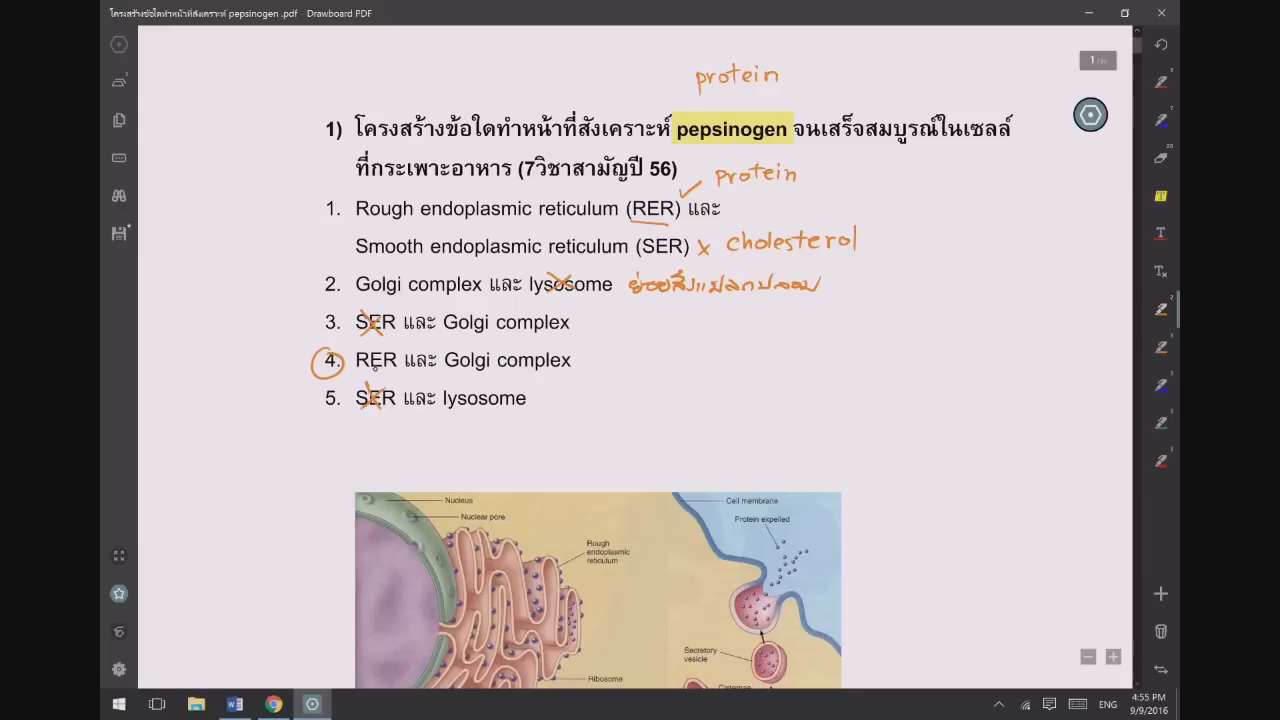 โครงสร้างข้อใดทำหน้าที่สังเคราะห์ pepsinogen .pdf - Drawboard PDF
1
protein
1) โครงสร้างข้อใดทำหน้าที่สังเคราะห์ pepsinogen จนเสร็จสมบูรณ์ในเซลล์
ที่กระเพาะอาหาร (7วิชาสามัญปี 56)
protein
1. Rough endoplasmic reticulum (RER) และ
Smooth endoplasmic reticulum (SER) x cholesterol
2. Golgi complex และ lysosome ย่อยสิ่งแปลกปลอม
3. SER และ Golgi complex
4. RER และ Golgi complex
5. SER และ lysosome
Nucleus
Nuclear pore
Rough
endoplasmic
reticulum
Ribosome
Cell membrane
Protein expelled
Secretory
vesicle
Cisternae
ENG
4:55 PM
9/9/2016